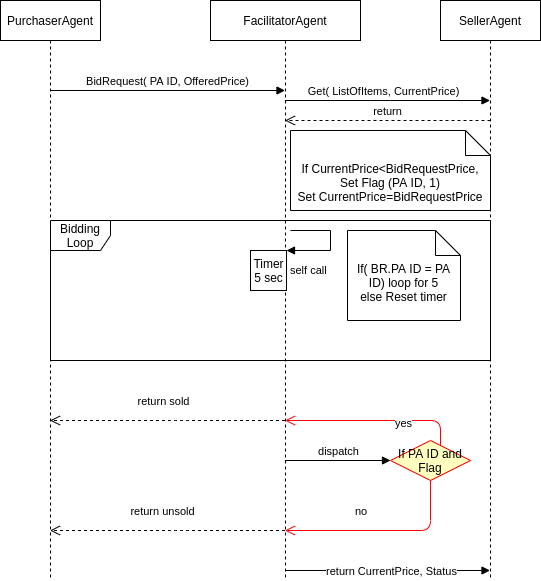 PurchaserAgent
FacilitatorAgent
SellerAgent
BidRequest( PA ID, OfferedPrice)
Get( ListOfItems, CurrentPrice)
return
If CurrentPrice<BidRequestPrice,
Set Flag (PA ID, 1)
Set CurrentPrice=BidRequestPrice
Bidding
Loop
Timer
5 sec
self call
If( BR.PA ID = PA
ID) loop for 5
else Reset timer
return sold
yes
dispatch
If PA ID and
Flag
return unsold
no
return CurrentPrice, Status